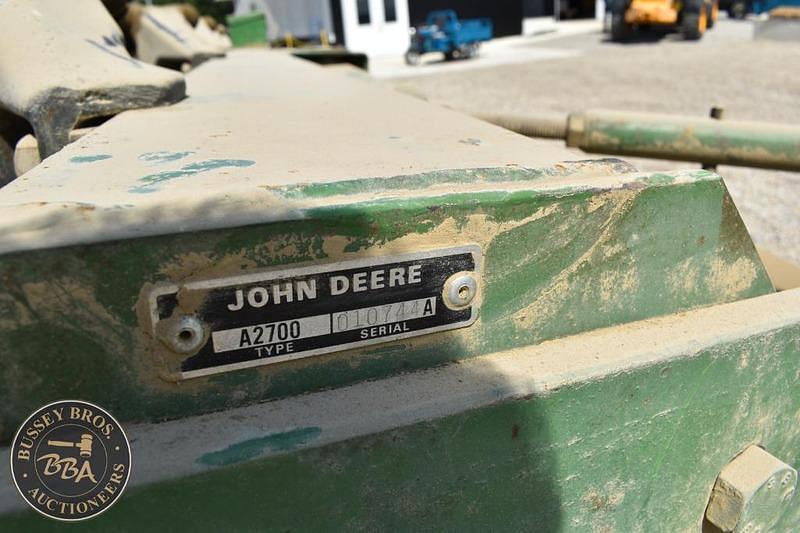 JOHN DEERE
A2700 010744A
TYPE SERIAL
BUSSEY BROS.
BBA
AUCTIONEERS